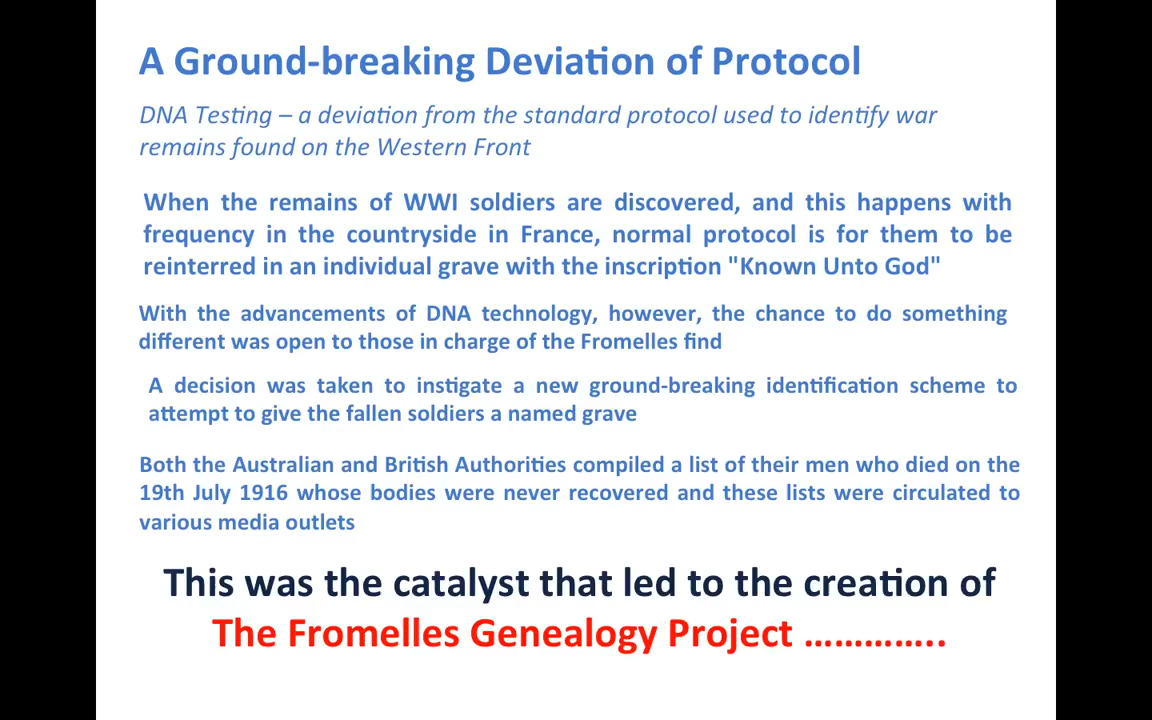 A Ground-breaking Deviation of Protocol
DNA Testing – a deviation from the standard protocol used to identify war
remains found on the Western Front
When the remains of WWI soldiers are discovered, and this happens with
frequency in the countryside in France, normal protocol is for them to be
reinterred in an individual grave with the inscription "Known Unto God"
With the advancements of DNA technology, however, the chance to do something
different was open to those in charge of the Fromelles find
A decision was taken to instigate a new ground-breaking identification scheme to
attempt to give the fallen soldiers a named grave
Both the Australian and British Authorities compiled a list of their men who died on the
19th July 1916 whose bodies were never recovered and these lists were circulated to
various media outlets
This was the catalyst that led to the creation of
The Fromelles Genealogy Project …………..